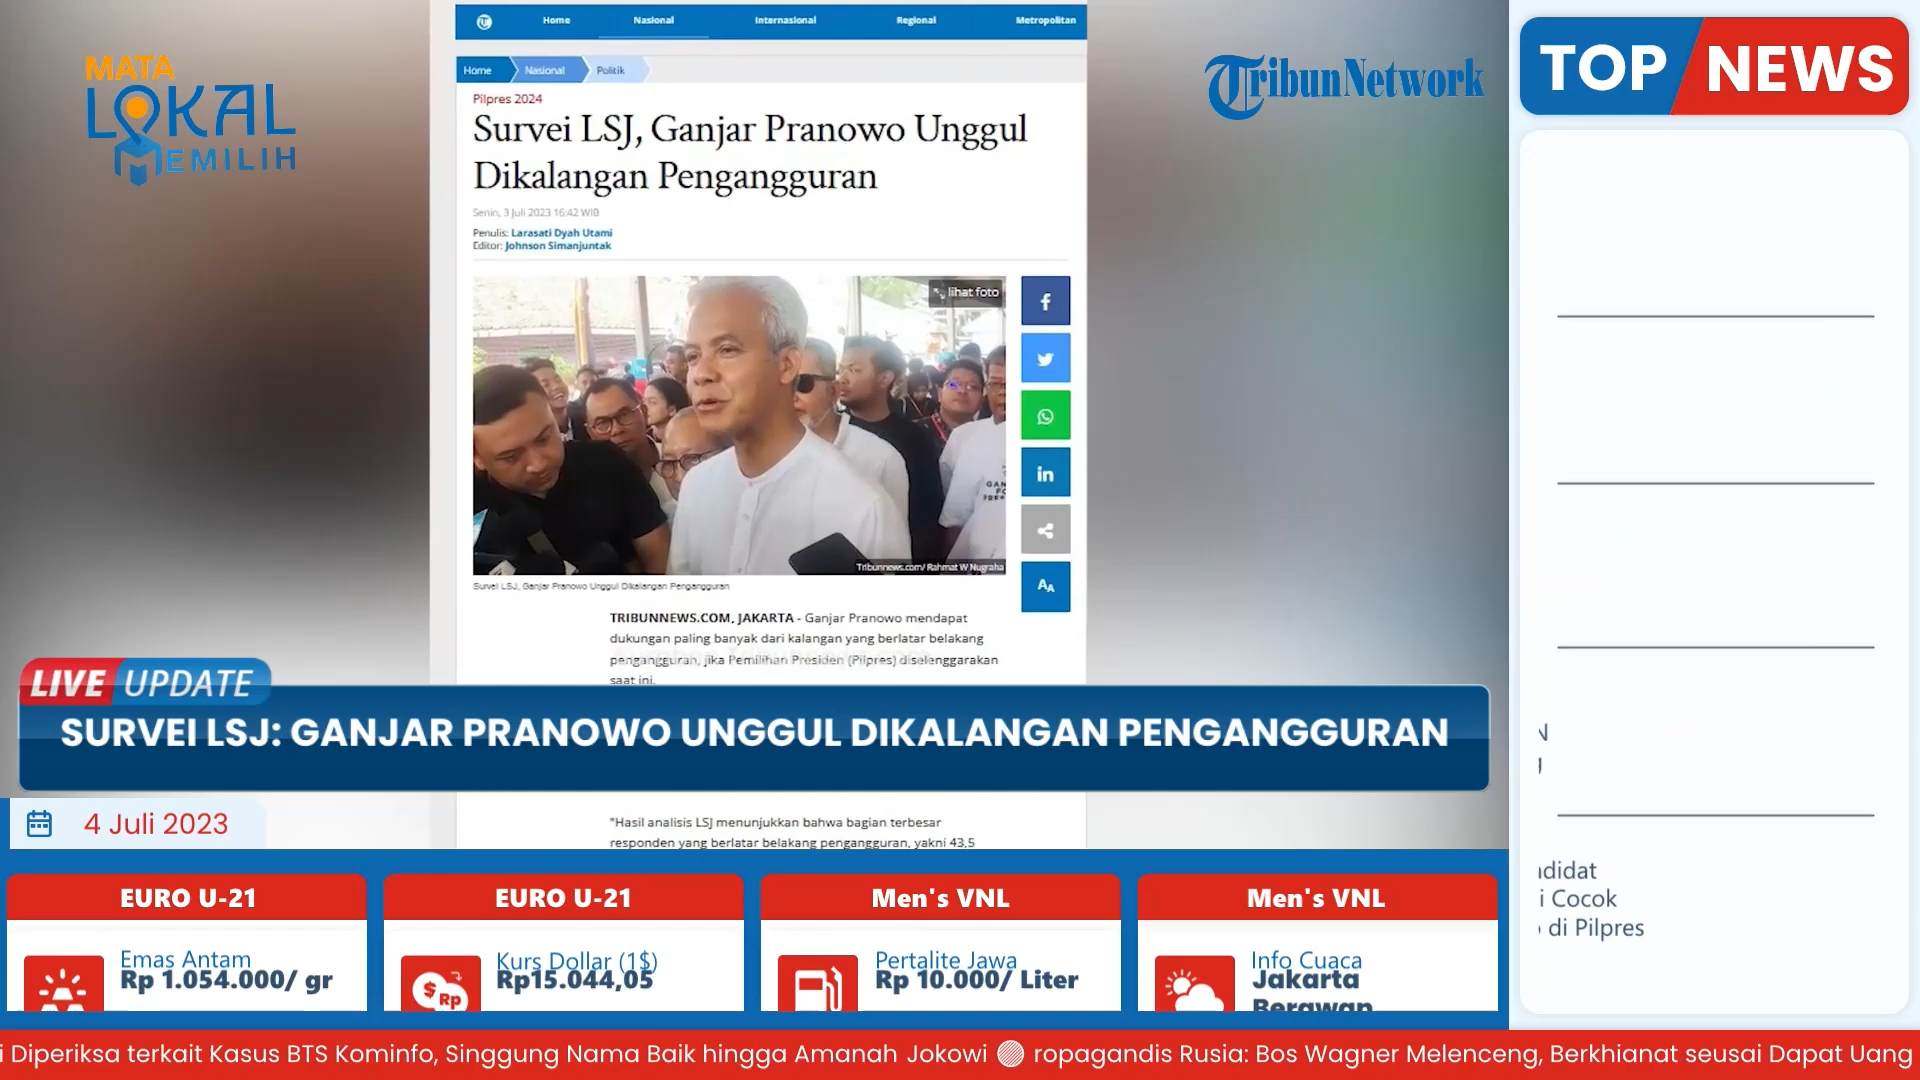 Home
Nasional
Internasional
Regional
Metropolitan
Home
Nasional
Politik
MATA
LOKAL
MEMILIH
TribunNetwork
TOP NEWS
Pilpres 2024
Survei LSJ, Ganjar Pranowo Unggul
Dikalangan Pengangguran
Senin, 3 Juli 2023 16:42 WIB
Penulis: Larasati Dyah Utami
Editor: Johnson Simanjuntak
lihat foto
Tribunnews.com/ Rahmat W Nugraha
Survei LSJ, Ganjar Pranowo Unggul Dikalangan Pengangguran
TRIBUNNEWS.COM, JAKARTA - Ganjar Pranowo mendapat
dukungan paling banyak dari kalangan yang berlatar belakang
pengangguran, jika Pemilihan Presiden (Pilpres) diselenggarakan
saat ini.
LIVE UPDATE
SURVEI LSJ: GANJAR PRANOWO UNGGUL DIKALANGAN PENGANGGURAN
4 Juli 2023
"Hasil analisis LSJ menunjukkan bahwa bagian terbesar
responden yang berlatar belakang pengangguran, yakni 43,5
didat
i Cocok
di Pilpres
EURO U-21
Emas Antam
Rp 1.054.000/ gr
EURO U-21
Kurs Dollar (1$)
Rp15.044,05
Men's VNL
Pertalite Jawa
Rp 10.000/ Liter
Men's VNL
Info Cuaca
Jakarta
Berawan
i Diperiksa terkait Kasus BTS Kominfo, Singgung Nama Baik hingga Amanah Jokowi ropagandis Rusia: Bos Wagner Melenceng, Berkhianat seusai Dapat Uang